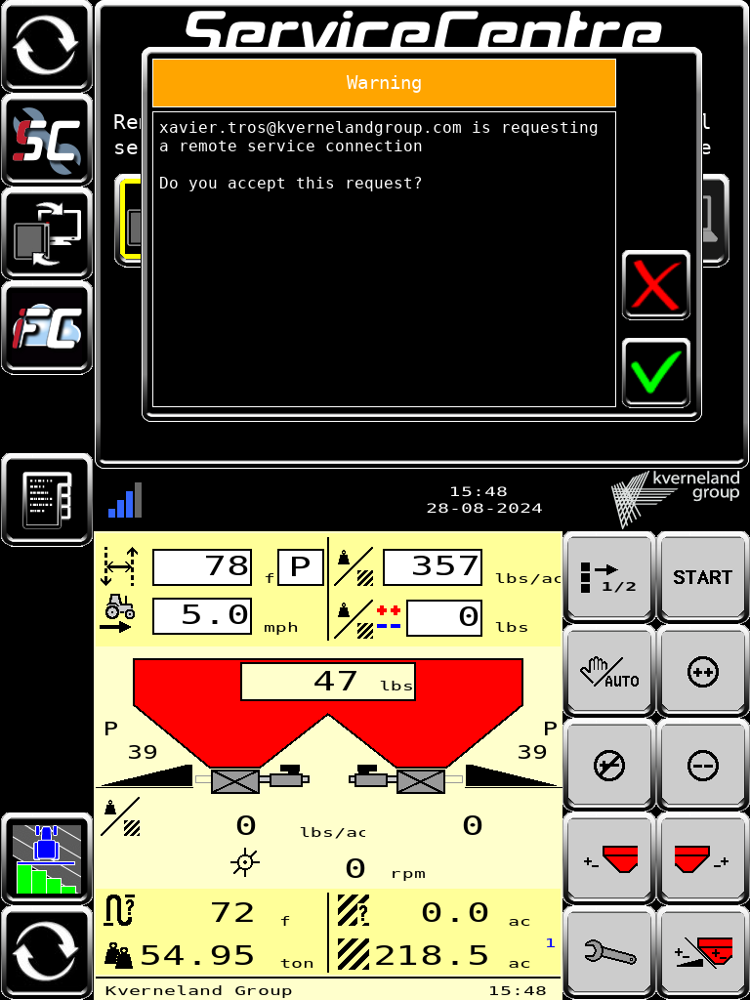 ServiceCentre
Warning
SC
xavier.tros@kvernelandgroup.com is requesting
a remote service connection
Do you accept this request?
iFC
15:48
28-08-2024
kverneland
group
78 f P
357 lbs/ac
1/2
START
5.0 mph
++
--
0 lbs
47 lbs
AUTO
++
P
39
P
39
--
0 lbs/ac 0
+-
-+
0 rpm
? 72 f
? 0.0 ac
54.95 ton
218.5 ac 1
+-
+-
Kverneland Group 15:48